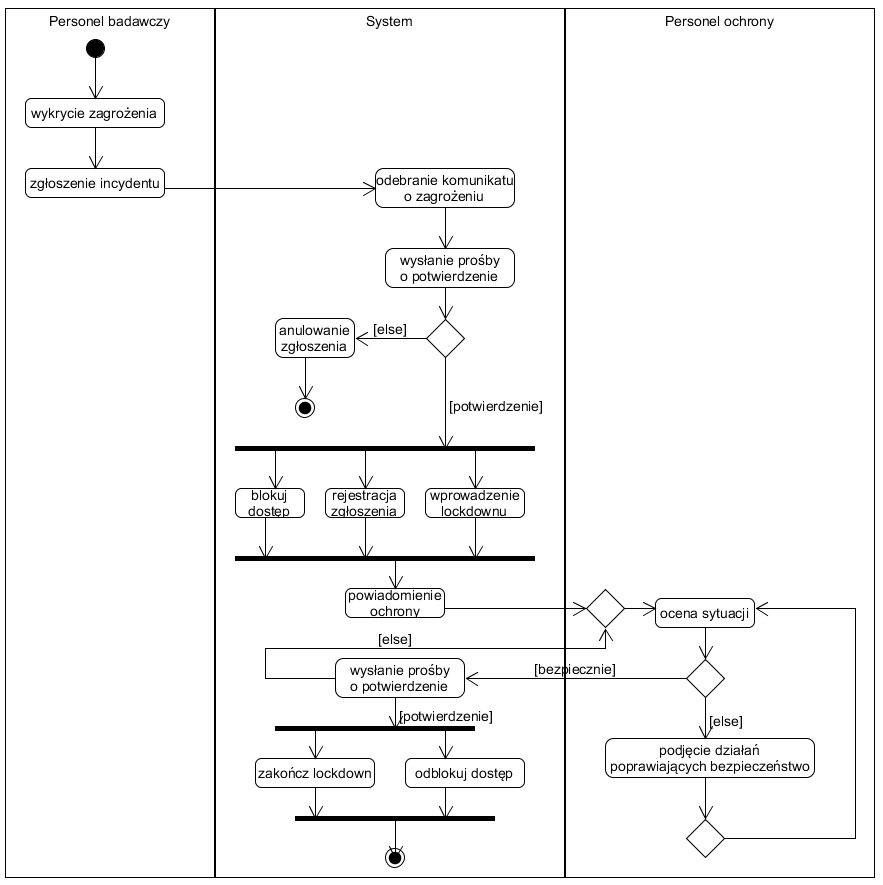 Personel badawczy
System
Personel ochrony
wykrycie zagrożenia
zgłoszenie incydentu
odebranie komunikatu
o zagrożeniu
wysłanie prośby
o potwierdzenie
anulowanie
zgłoszenia
[else]
[potwierdzenie]
blokuj
dostęp
rejestracja
zgłoszenia
wprowadzenie
lockdownu
powiadomienie
ochrony
ocena sytuacji
[else]
wysłanie prośby
o potwierdzenie
[bezpiecznie]
[potwierdzenie]
[else]
podjęcie działań
poprawiających bezpieczeństwo
zakończ lockdown
odblokuj dostęp